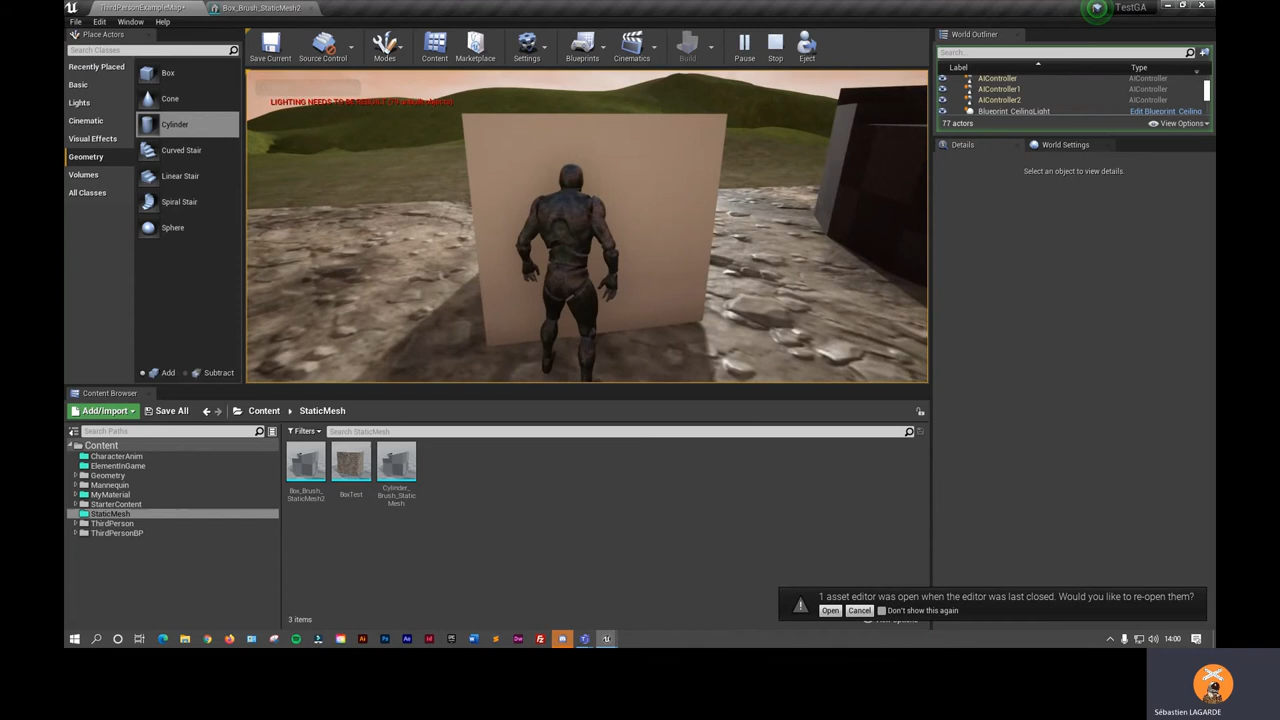 ThirdPersonExampleMap*
Box_Brush_StaticMesh2
TestGA
File Edit Window Help
Place Actors
Search Classes
Recently Placed
Basic
Lights
Cinematic
Visual Effects
Geometry
Volumes
All Classes
Box
Cone
Cylinder
Curved Stair
Linear Stair
Spiral Stair
Sphere
Add
Subtract
Save Current
Source Control
Modes
Content
Marketplace
Settings
Blueprints
Cinematics
Build
Pause
Stop
Eject
LIGHTING NEEDS TO BE REBUILT
World Outliner
Search...
Label
Type
AIController AIController
AIController1 AIController
AIController2 AIController
Blueprint_CeilingLight Edit Blueprint_Ceiling
77 actors
View Options
Details
World Settings
Select an object to view details.
Content Browser
Add/Import
Save All
Content
StaticMesh
Search Paths
Filters
Search StaticMesh
Content
CharacterAnim
ElementInGame
Geometry
Mannequin
MyMaterial
StarterContent
StaticMesh
ThirdPerson
ThirdPersonBP
Box_Brush_
StaticMesh2
BoxTest
Cylinder_
Brush_Static
Mesh
3 items
1 asset editor was open when the editor was last closed. Would you like to re-open them?
Open
Cancel
Don't show this again
14:00
Sébastien LAGARDE